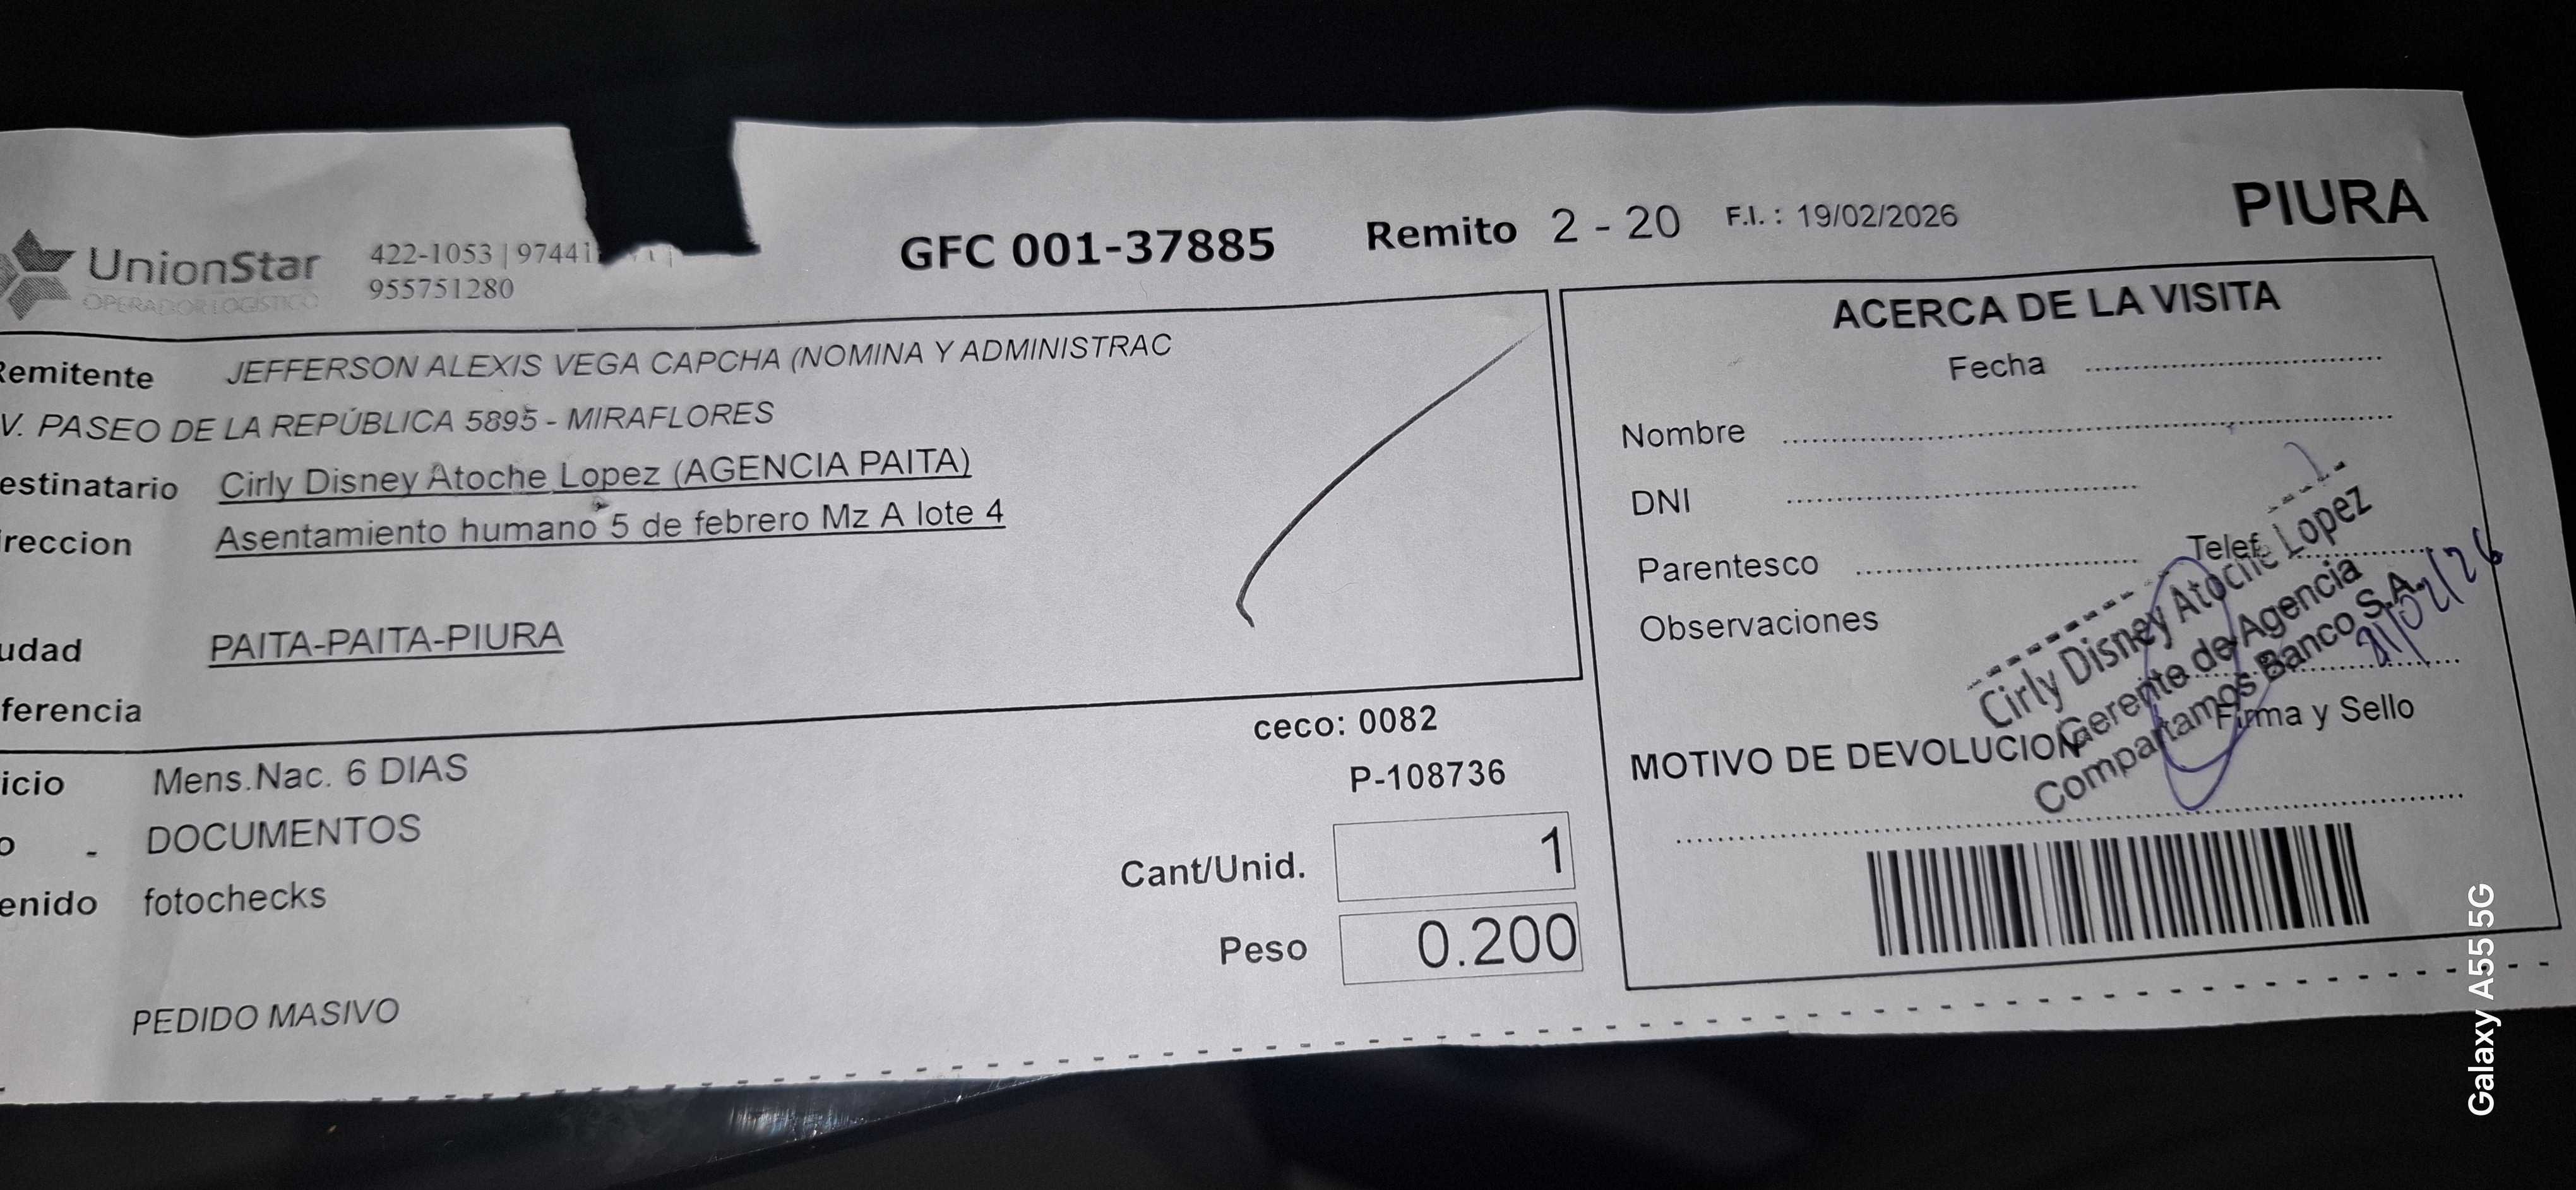 UnionStar
OPERADOR LOGISTICO
422-1053 | 97441
955751280
GFC 001-37885
Remito 2 - 20
F.I. : 19/02/2026
PIURA
Remitente JEFFERSON ALEXIS VEGA CAPCHA (NOMINA Y ADMINISTRAC
V. PASEO DE LA REPÚBLICA 5895 - MIRAFLORES
estinatario Cirly Disney Atoche Lopez (AGENCIA PAITA)
reccion Asentamiento humano 5 de febrero Mz A lote 4
udad PAITA-PAITA-PIURA
ferencia
icio Mens.Nac. 6 DIAS
o - DOCUMENTOS
enido fotochecks
PEDIDO MASIVO
ceco: 0082
P-108736
Cant/Unid. 1
Peso 0.200
ACERCA DE LA VISITA
Fecha
Nombre
DNI
Parentesco
Telef.
Observaciones
Cirly Disney Atoche Lopez
Gerente de Agencia
Compartamos Banco S.A.
21/02/26
Firma y Sello
MOTIVO DE DEVOLUCION
Galaxy A55 5G